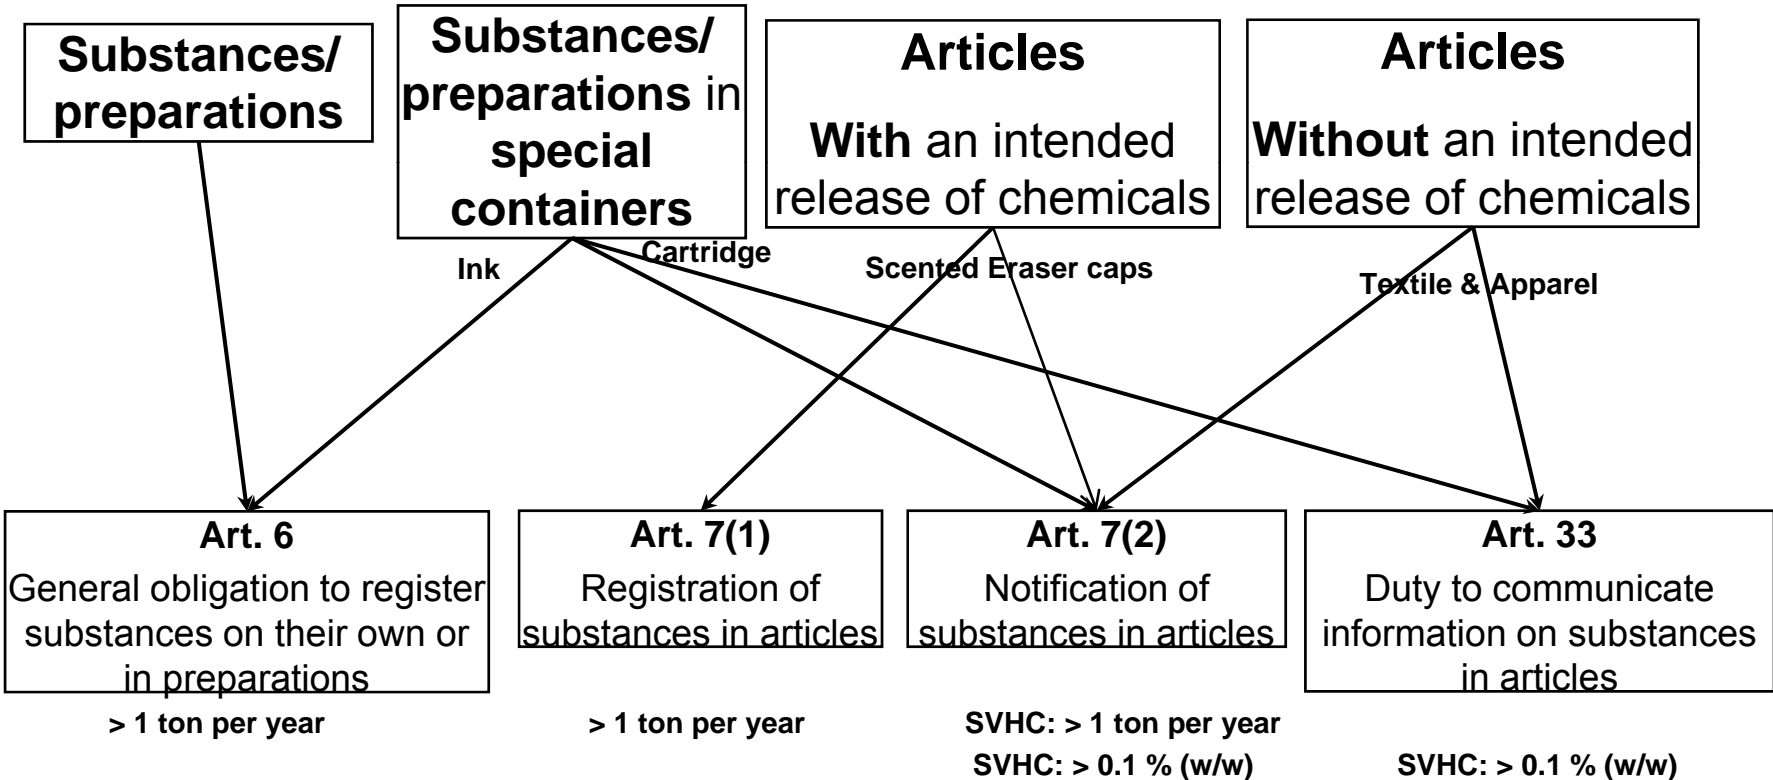 Substances/
preparations
Substances/
preparations in
special
containers
Articles
With an intended
release of chemicals
Articles
Without an intended
release of chemicals
Ink
Cartridge
Scented Eraser caps
Textile & Apparel
Art. 6
General obligation to register
substances on their own or
in preparations
> 1 ton per year
Art. 7(1)
Registration of
substances in articles
> 1 ton per year
Art. 7(2)
Notification of
substances in articles
SVHC: > 1 ton per year
SVHC: > 0.1 % (w/w)
Art. 33
Duty to communicate
information on substances
in articles
SVHC: > 0.1 % (w/w)